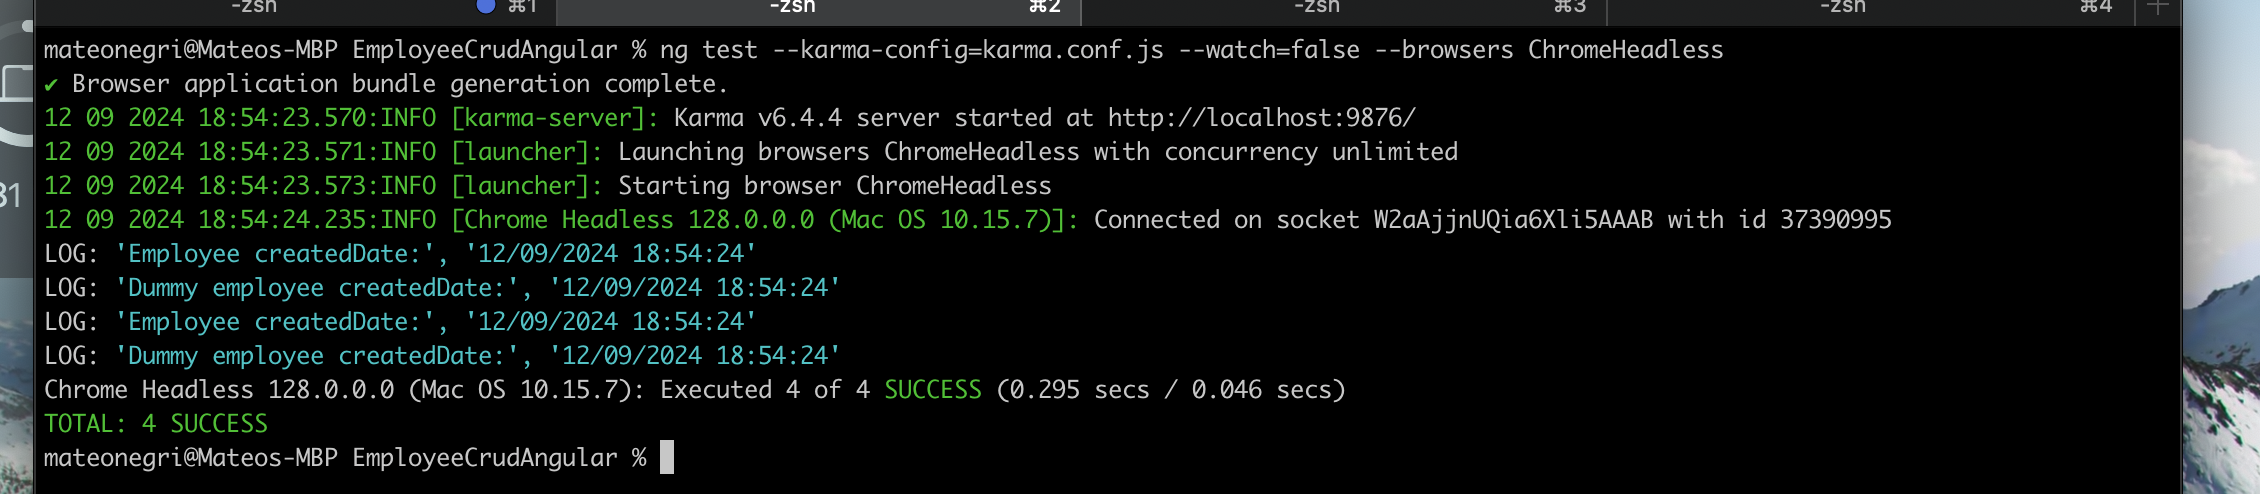 -zsh ⌘1 -zsh ⌘2 -zsh ⌘3 -zsh ⌘4 +
mateonegri@Mateos-MBP EmployeeCrudAngular % ng test --karma-config=karma.conf.js --watch=false --browsers ChromeHeadless
✔ Browser application bundle generation complete.
12 09 2024 18:54:23.570:INFO [karma-server]: Karma v6.4.4 server started at http://localhost:9876/
12 09 2024 18:54:23.571:INFO [launcher]: Launching browsers ChromeHeadless with concurrency unlimited
12 09 2024 18:54:23.573:INFO [launcher]: Starting browser ChromeHeadless
12 09 2024 18:54:24.235:INFO [Chrome Headless 128.0.0.0 (Mac OS 10.15.7)]: Connected on socket W2aAjjnUQia6Xli5AAAB with id 37390995
LOG: 'Employee createdDate:', '12/09/2024 18:54:24'
LOG: 'Dummy employee createdDate:', '12/09/2024 18:54:24'
LOG: 'Employee createdDate:', '12/09/2024 18:54:24'
LOG: 'Dummy employee createdDate:', '12/09/2024 18:54:24'
Chrome Headless 128.0.0.0 (Mac OS 10.15.7): Executed 4 of 4 SUCCESS (0.295 secs / 0.046 secs)
TOTAL: 4 SUCCESS
mateonegri@Mateos-MBP EmployeeCrudAngular %